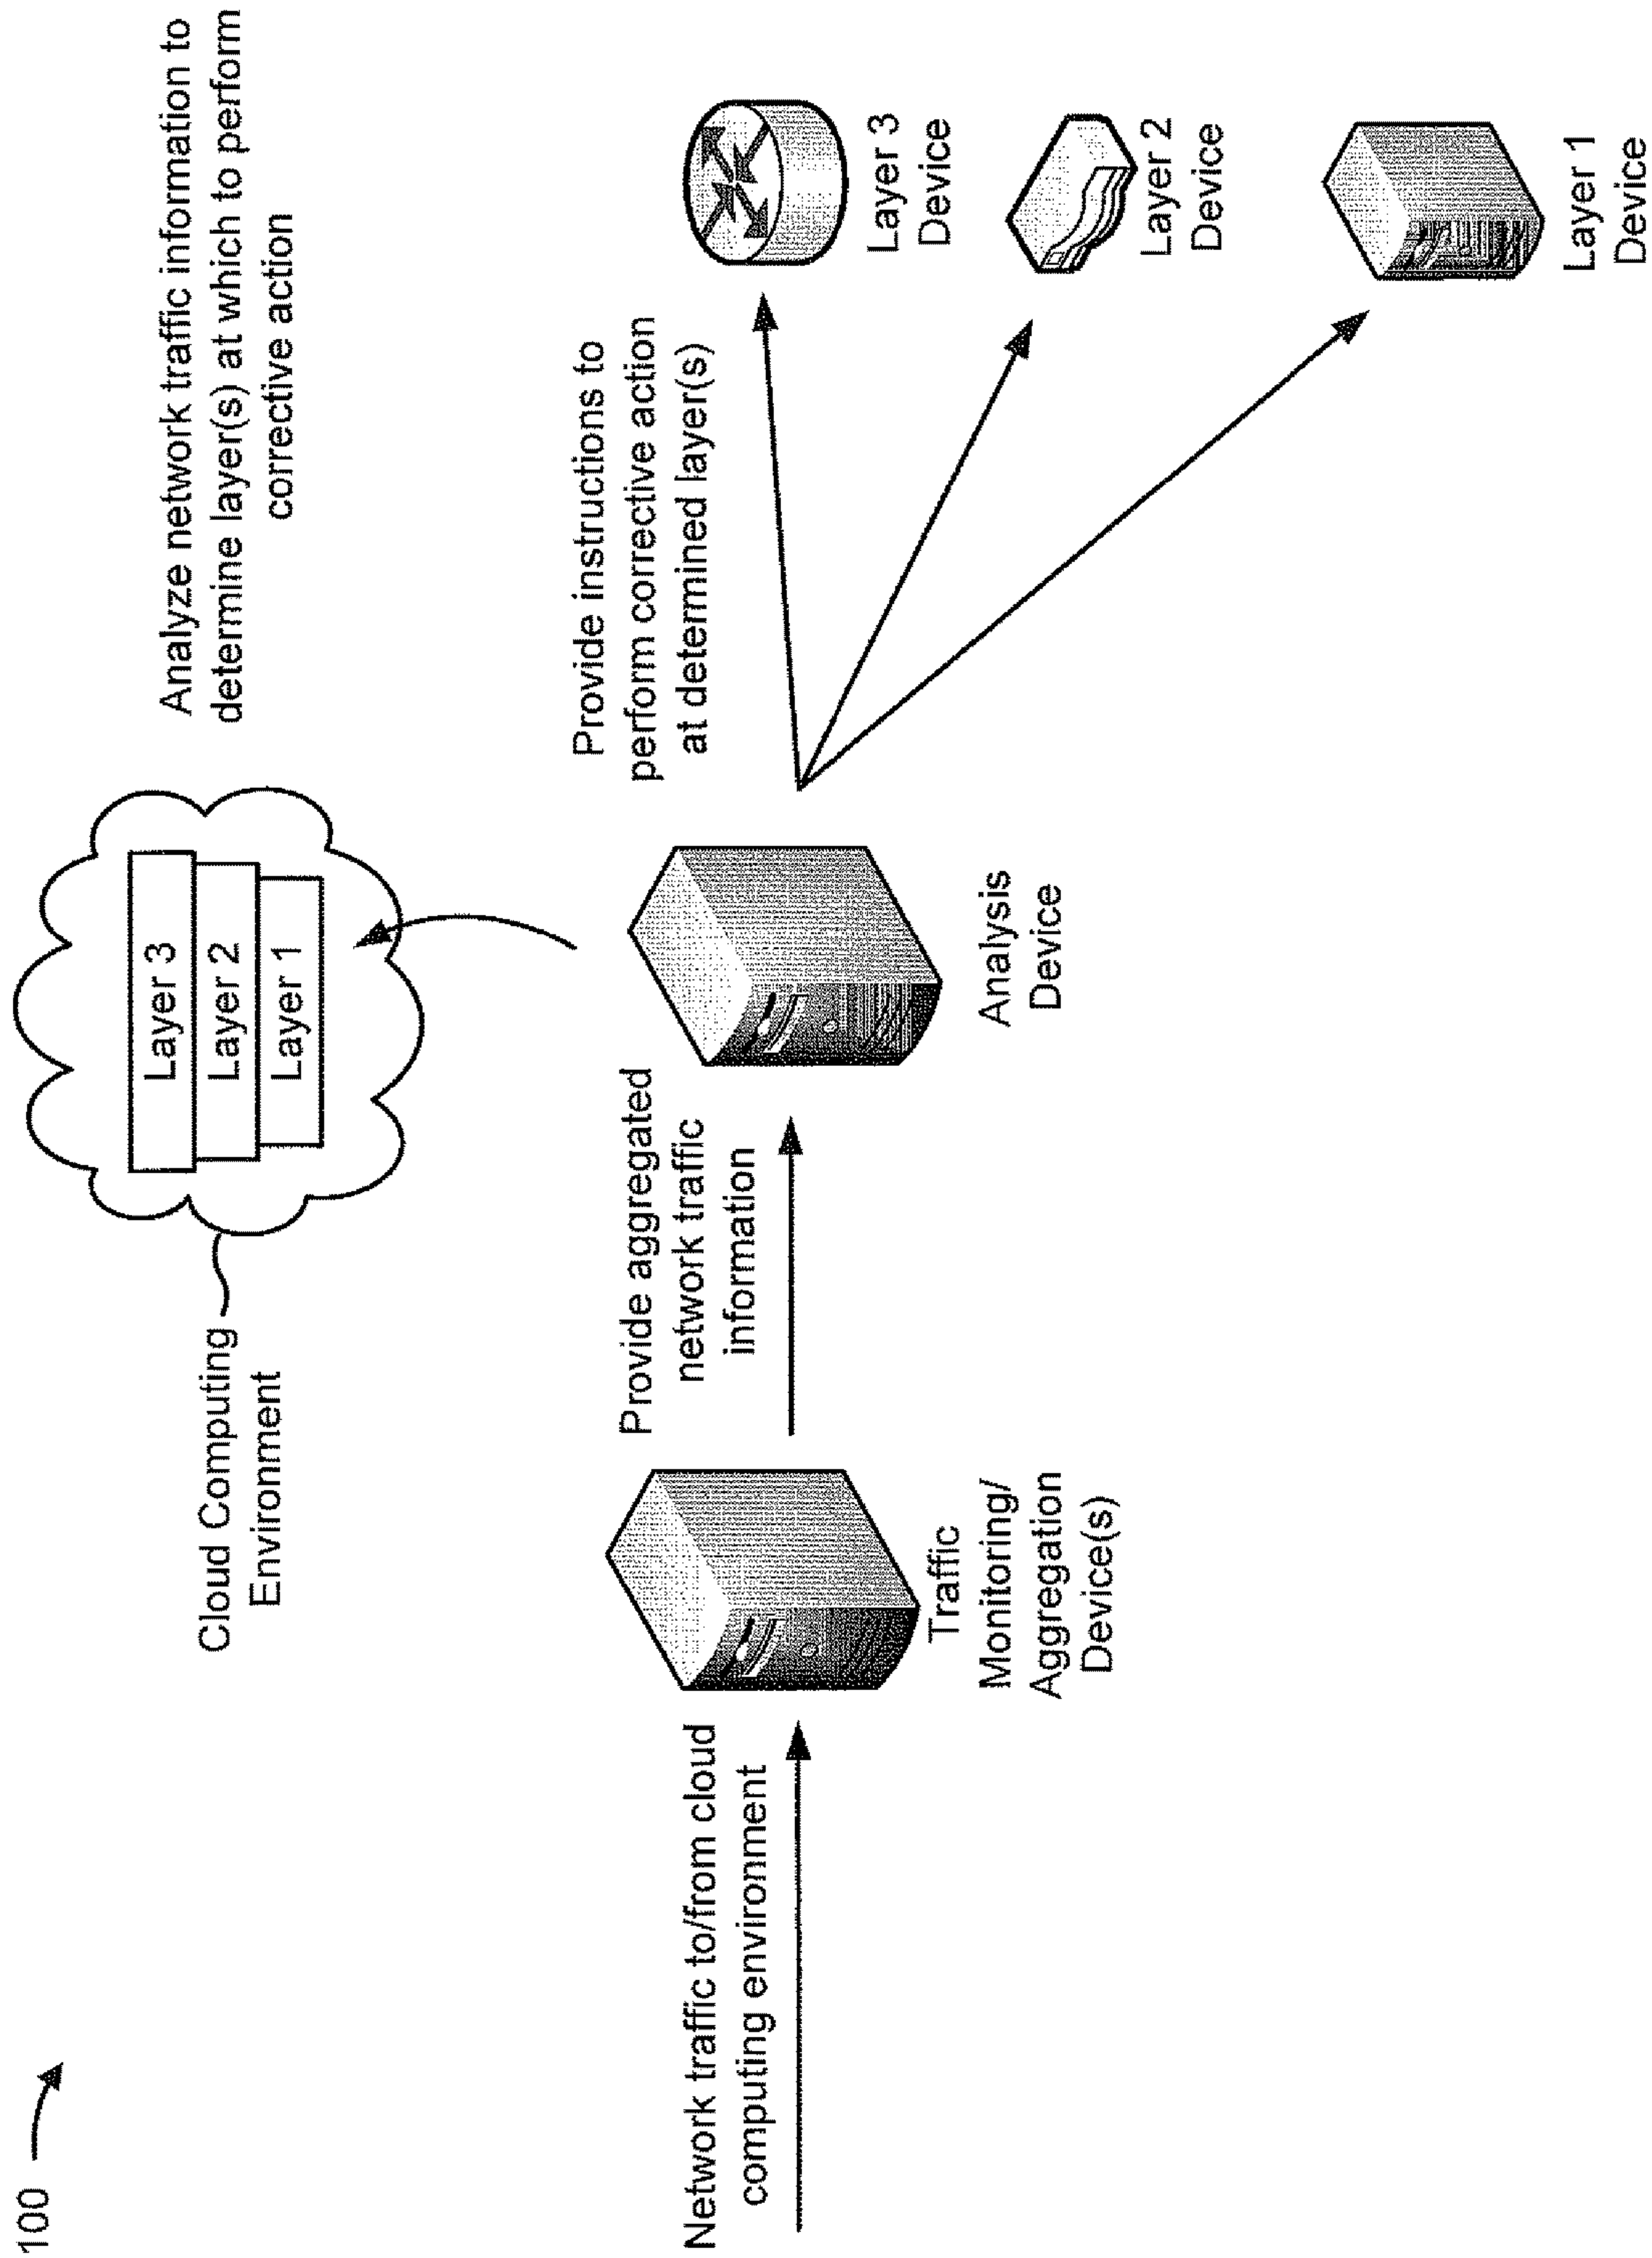 100
Cloud Computing
Environment
Layer 3
Layer 2
Layer 1
Analyze network traffic information to
determine layer(s) at which to perform
corrective action
Network traffic to/from cloud
computing environment
Traffic
Monitoring/
Aggregation
Device(s)
Provide aggregated
network traffic
information
Analysis
Device
Provide instructions to
perform corrective action
at determined layer(s)
Layer 3
Device
Layer 2
Device
Layer 1
Device